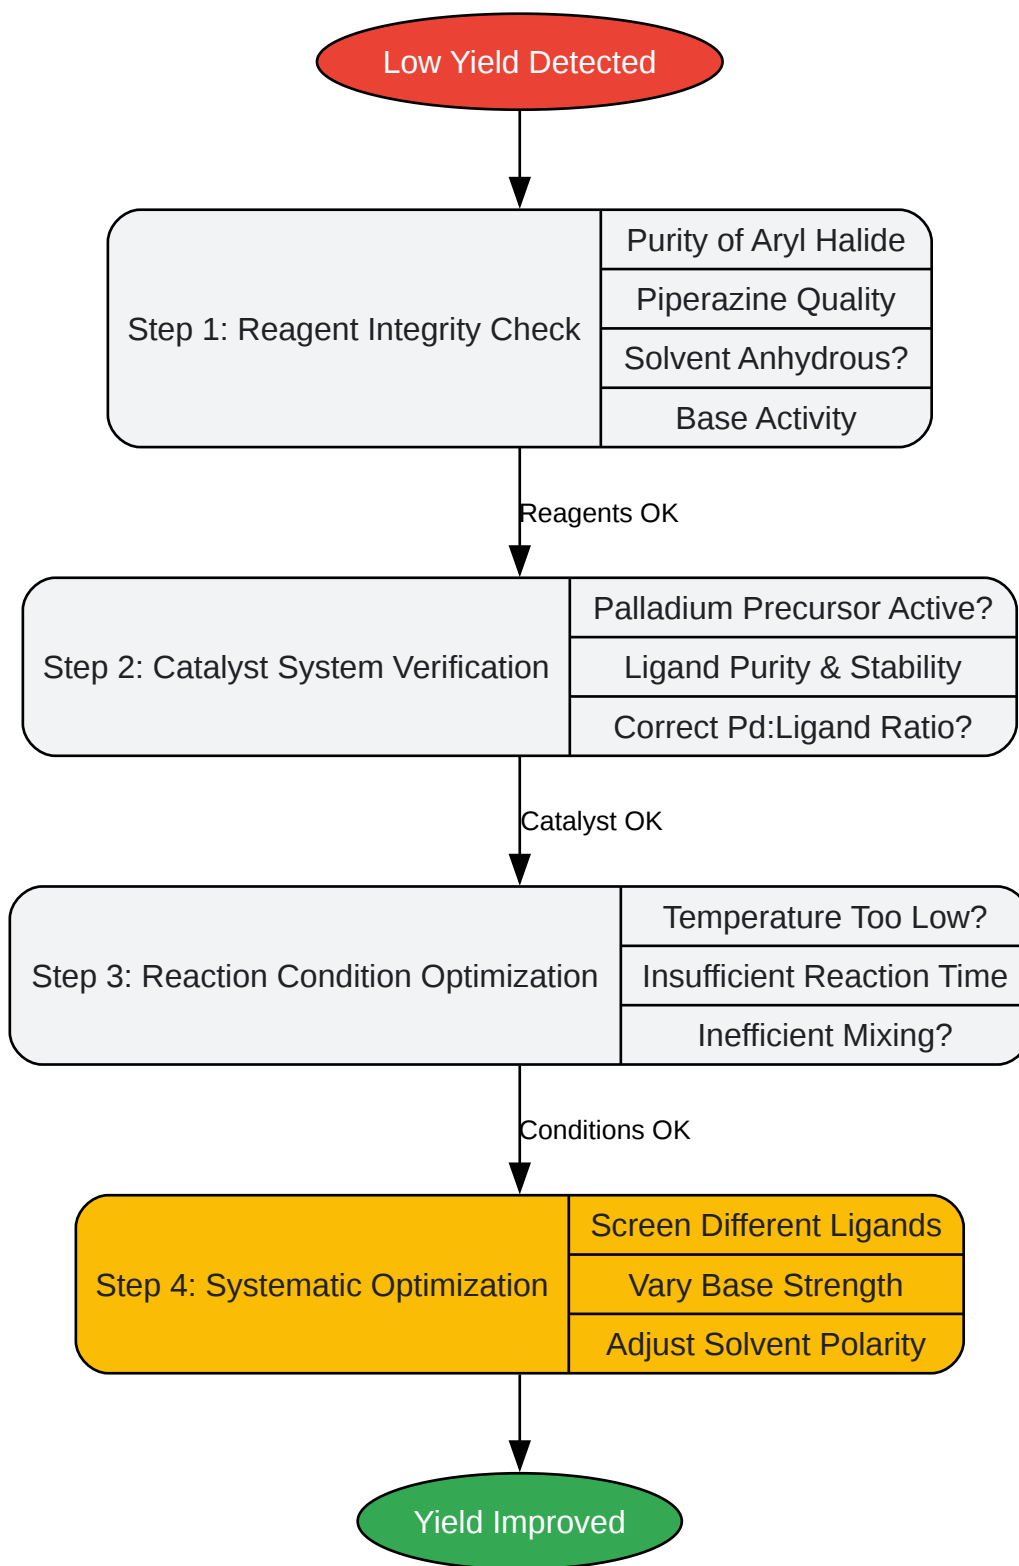 Low Yield Detected
Step 1: Reagent Integrity Check
Purity of Aryl Halide
Piperazine Quality
Solvent Anhydrous?
Base Activity
Reagents OK
Step 2: Catalyst System Verification
Palladium Precursor Active?
Ligand Purity & Stability
Correct Pd:Ligand Ratio?
Catalyst OK
Step 3: Reaction Condition Optimization
Temperature Too Low?
Insufficient Reaction Time
Inefficient Mixing?
Conditions OK
Step 4: Systematic Optimization
Screen Different Ligands
Vary Base Strength
Adjust Solvent Polarity
Yield Improved